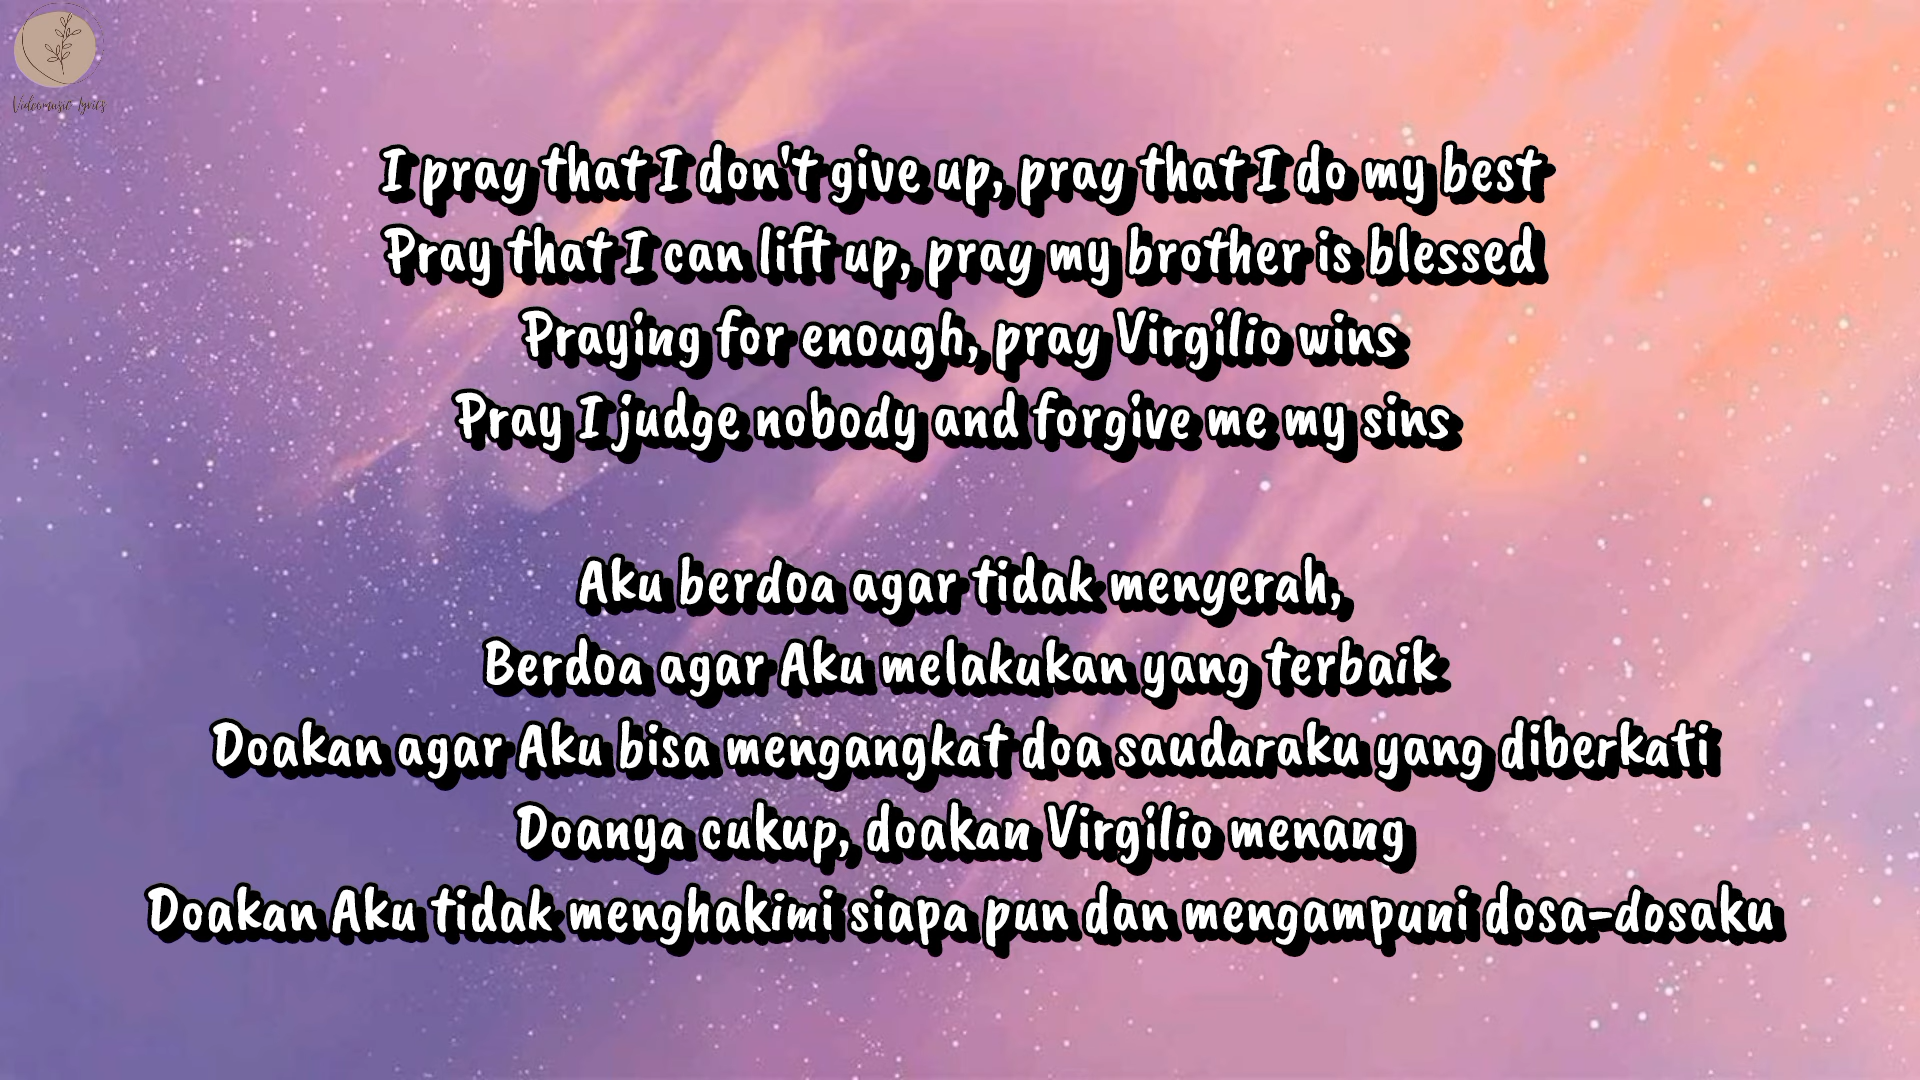 Videomusic lyrics
I pray that I don't give up, pray that I do my best
Pray that I can lift up, pray my brother is blessed
Praying for enough, pray Virgilio wins
Pray I judge nobody and forgive me my sins
Aku berdoa agar tidak menyerah,
Berdoa agar Aku melakukan yang terbaik
Doakan agar Aku bisa mengangkat doa saudaraku yang diberkati
Doanya cukup, doakan Virgilio menang
Doakan Aku tidak menghakimi siapa pun dan mengampuni dosa-dosaku